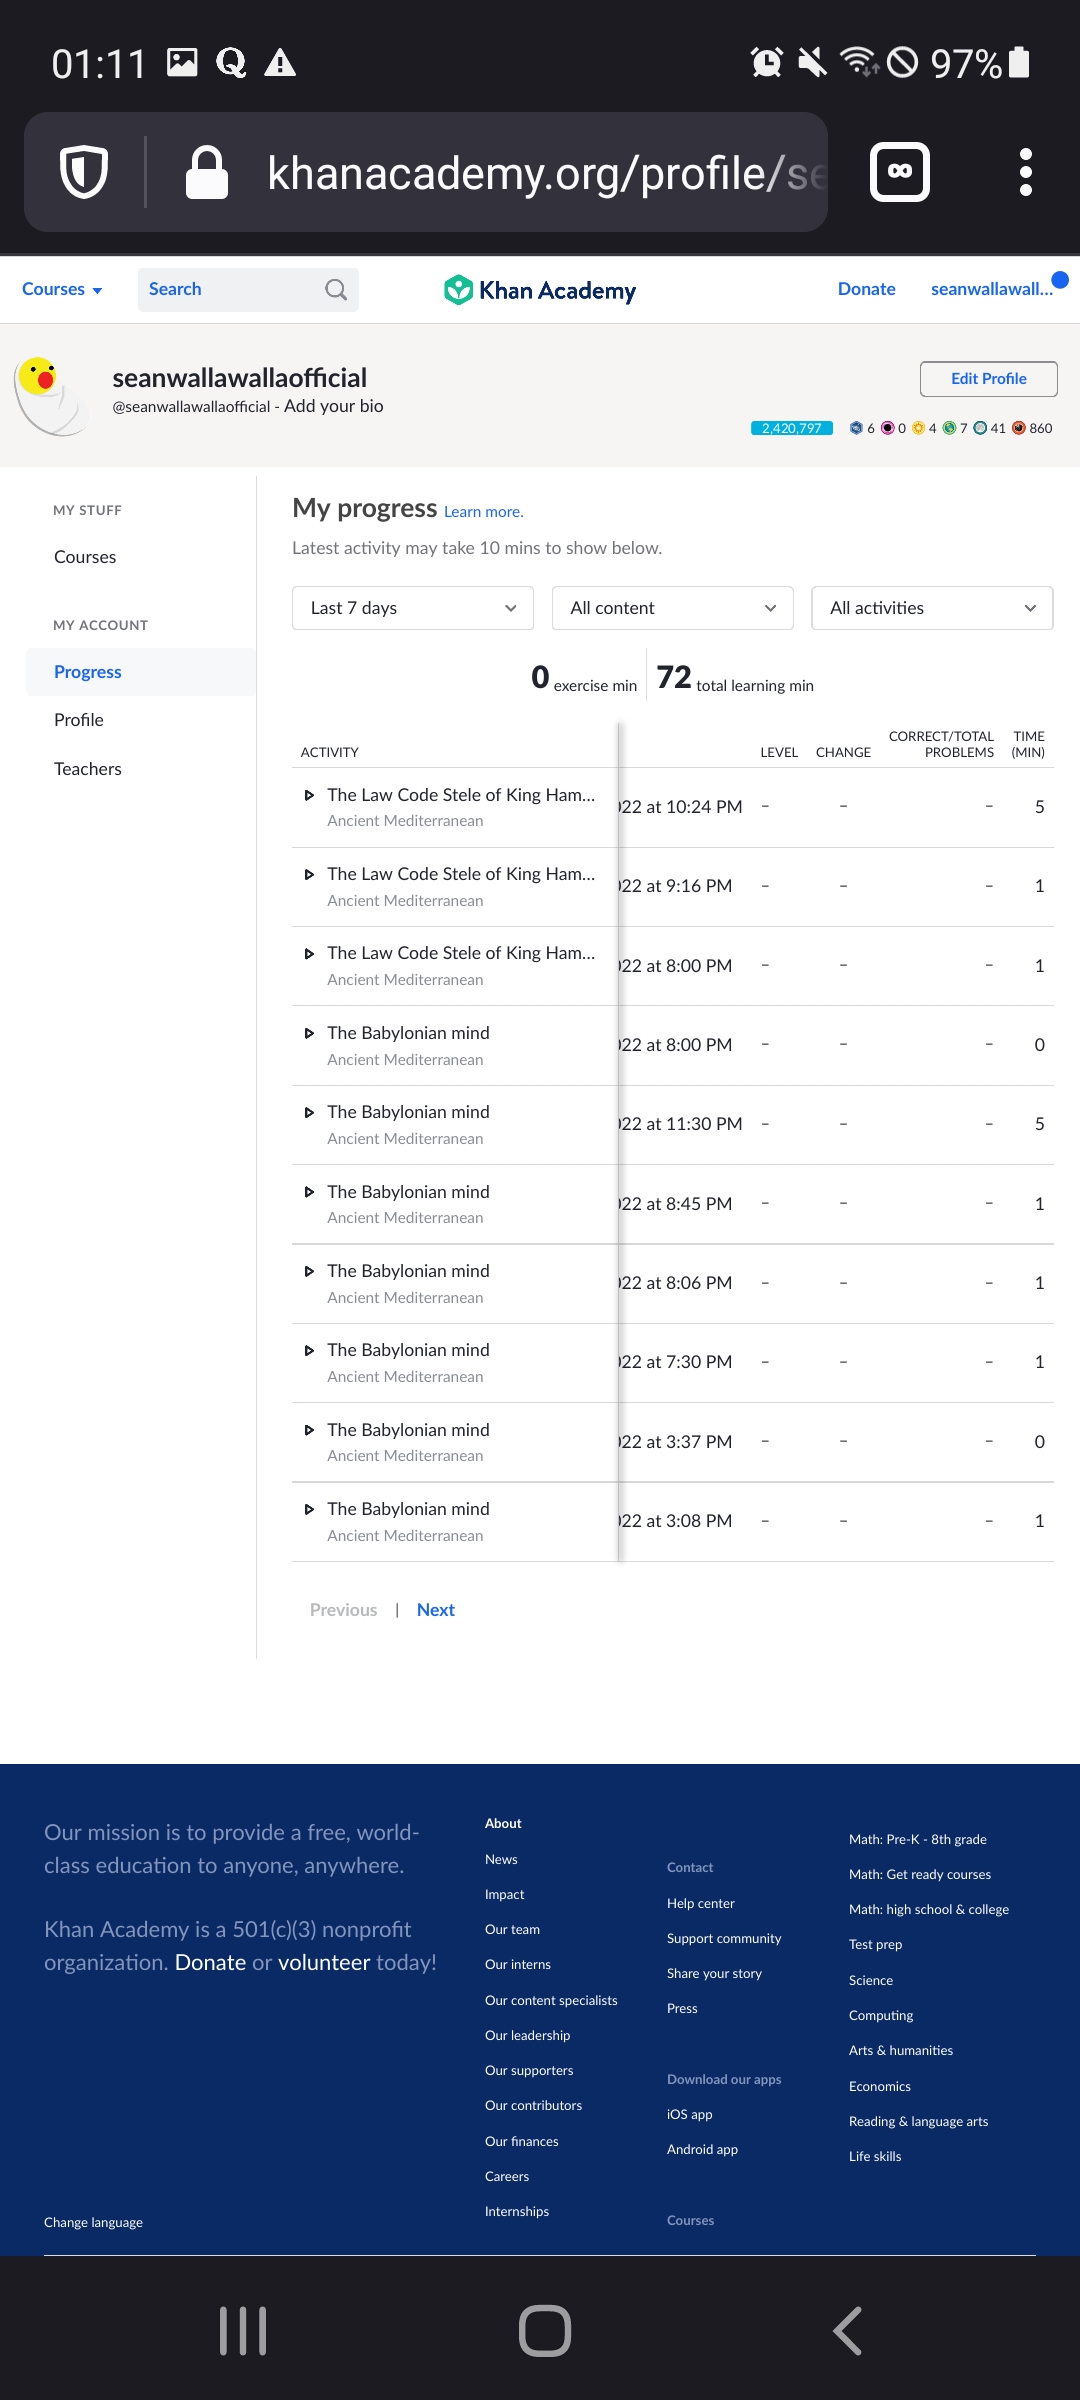 01:11
97%
khanacademy.org/profile/se
Courses
Search
Khan Academy
Donate
seanwallawall...
seanwallawallaofficial
@seanwallawallaofficial - Add your bio
Edit Profile
2,420,797 6 0 4 7 41 860
MY STUFF
Courses
MY ACCOUNT
Progress
Profile
Teachers
My progress Learn more.
Latest activity may take 10 mins to show below.
Last 7 days
All content
All activities
0 exercise min
72 total learning min
ACTIVITY
LEVEL
CHANGE
CORRECT/TOTAL
PROBLEMS
TIME
(MIN)
The Law Code Stele of King Ham...
Ancient Mediterranean
022 at 10:24 PM – – – 5
The Law Code Stele of King Ham...
Ancient Mediterranean
022 at 9:16 PM – – – 1
The Law Code Stele of King Ham...
Ancient Mediterranean
022 at 8:00 PM – – – 1
The Babylonian mind
Ancient Mediterranean
022 at 8:00 PM – – – 0
The Babylonian mind
Ancient Mediterranean
022 at 11:30 PM – – – 5
The Babylonian mind
Ancient Mediterranean
022 at 8:45 PM – – – 1
The Babylonian mind
Ancient Mediterranean
022 at 8:06 PM – – – 1
The Babylonian mind
Ancient Mediterranean
022 at 7:30 PM – – – 1
The Babylonian mind
Ancient Mediterranean
022 at 3:37 PM – – – 0
The Babylonian mind
Ancient Mediterranean
022 at 3:08 PM – – – 1
Previous | Next
Our mission is to provide a free, world-
class education to anyone, anywhere.
Khan Academy is a 501(c)(3) nonprofit
organization. Donate or volunteer today!
Change language
About
News
Impact
Our team
Our interns
Our content specialists
Our leadership
Our supporters
Our contributors
Our finances
Careers
Internships
Contact
Help center
Support community
Share your story
Press
Download our apps
iOS app
Android app
Courses
Math: Pre-K - 8th grade
Math: Get ready courses
Math: high school & college
Test prep
Science
Computing
Arts & humanities
Economics
Reading & language arts
Life skills